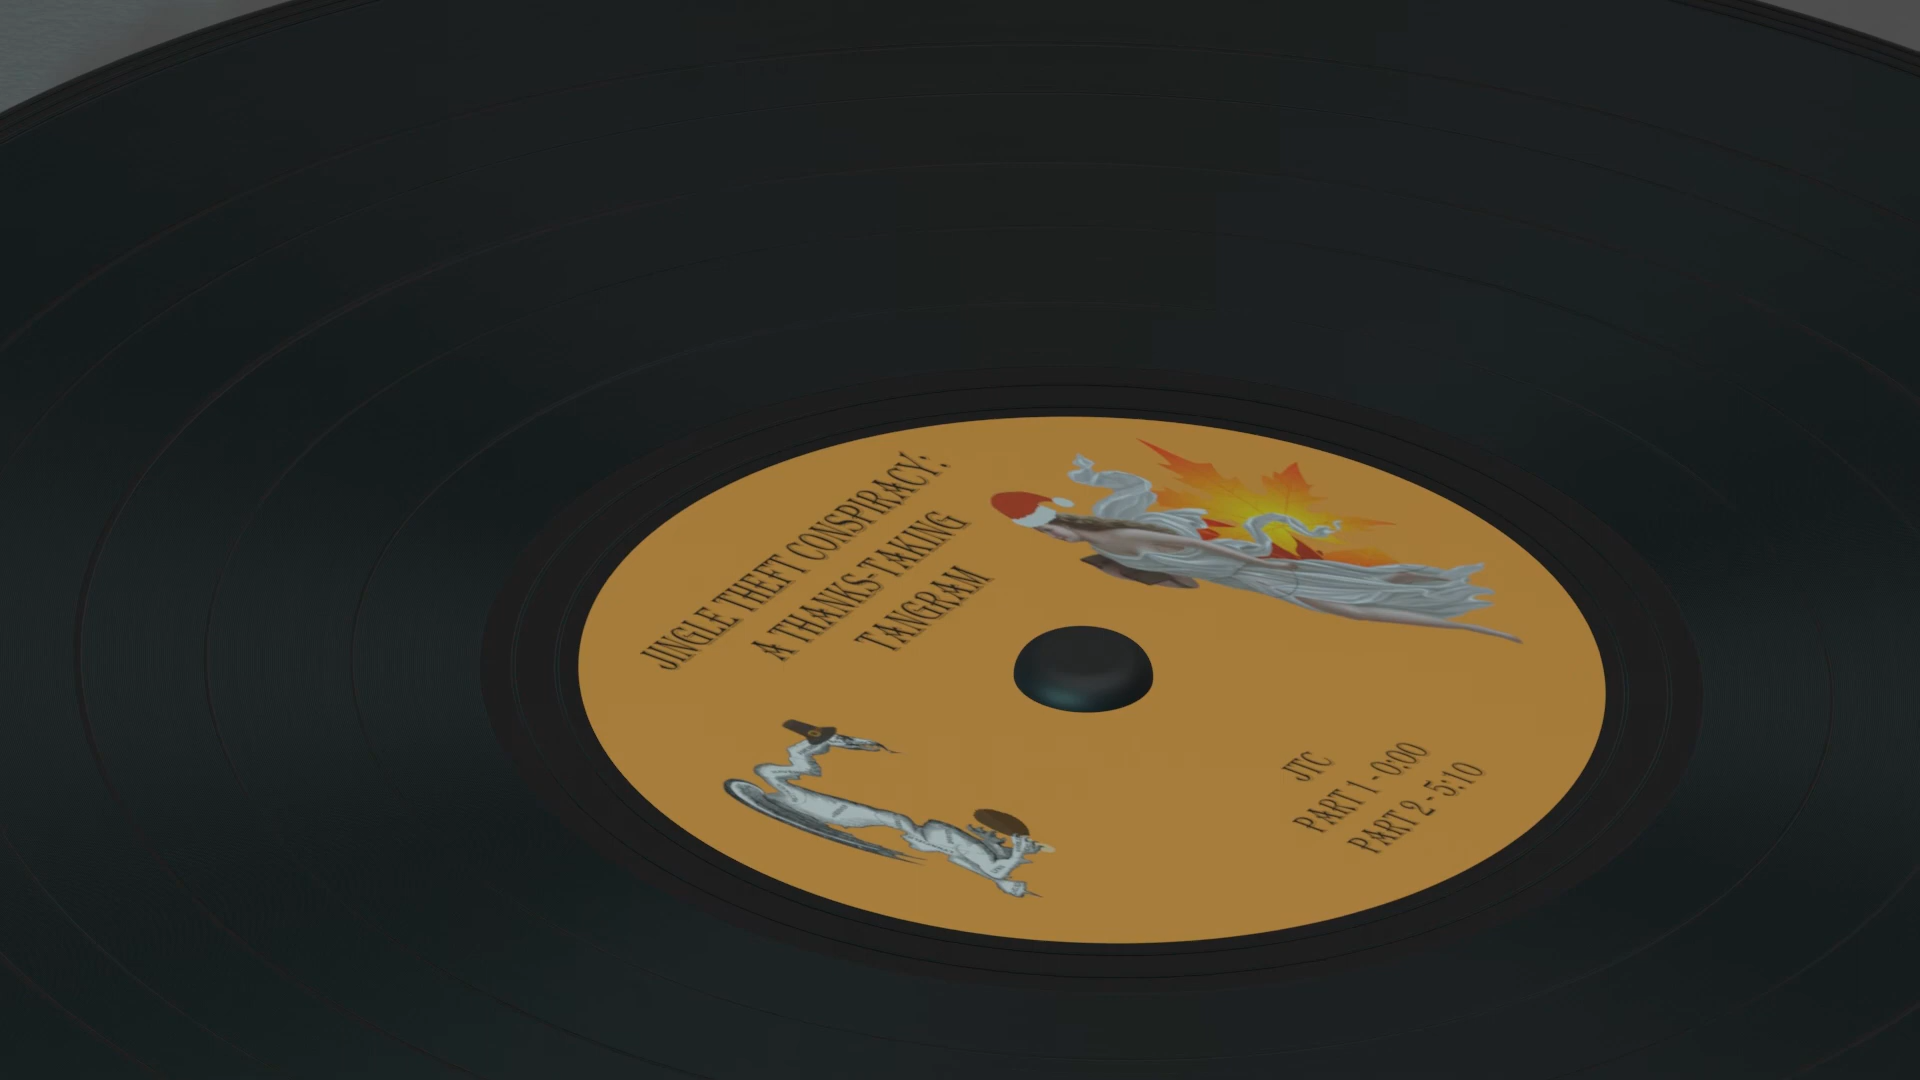 JINGLE THEFT CONSPIRACY:
A THANKS-TAKING
TANGRAM
JTC
PART 1 - 0:00
PART 2 - 5:10